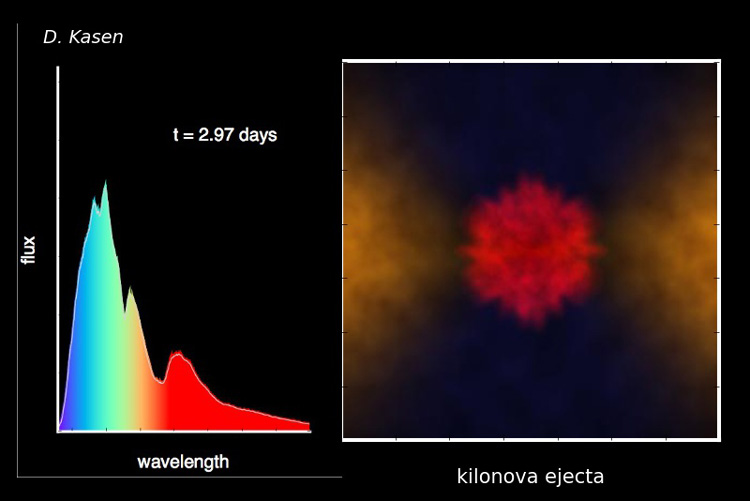 D. Kasen
t = 2.97 days
flux
wavelength
kilonova ejecta